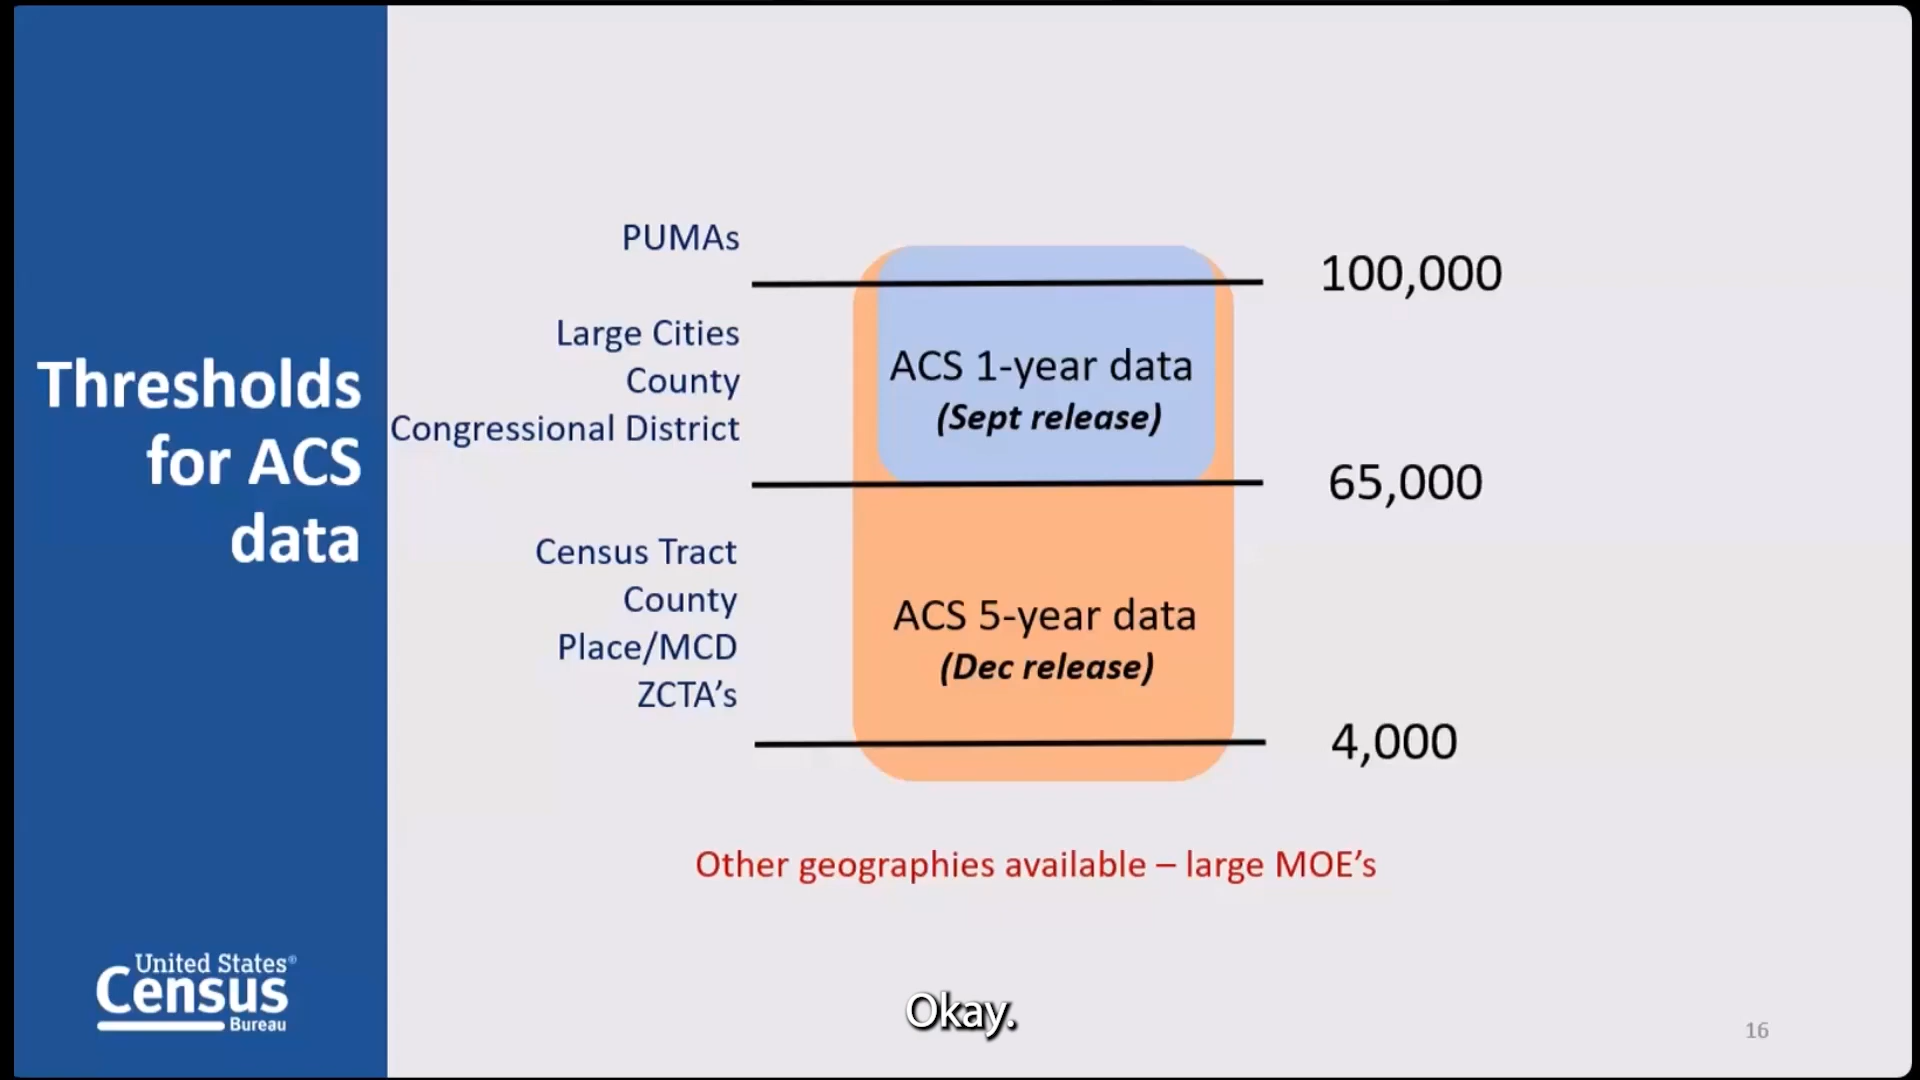 Thresholds
for ACS
data
PUMAs
100,000
Large Cities
County
Congressional District
ACS 1-year data
(Sept release)
65,000
Census Tract
County
Place/MCD
ZCTA’s
ACS 5-year data
(Dec release)
4,000
Other geographies available – large MOE’s
United States®
Census
Bureau
Okay.
16